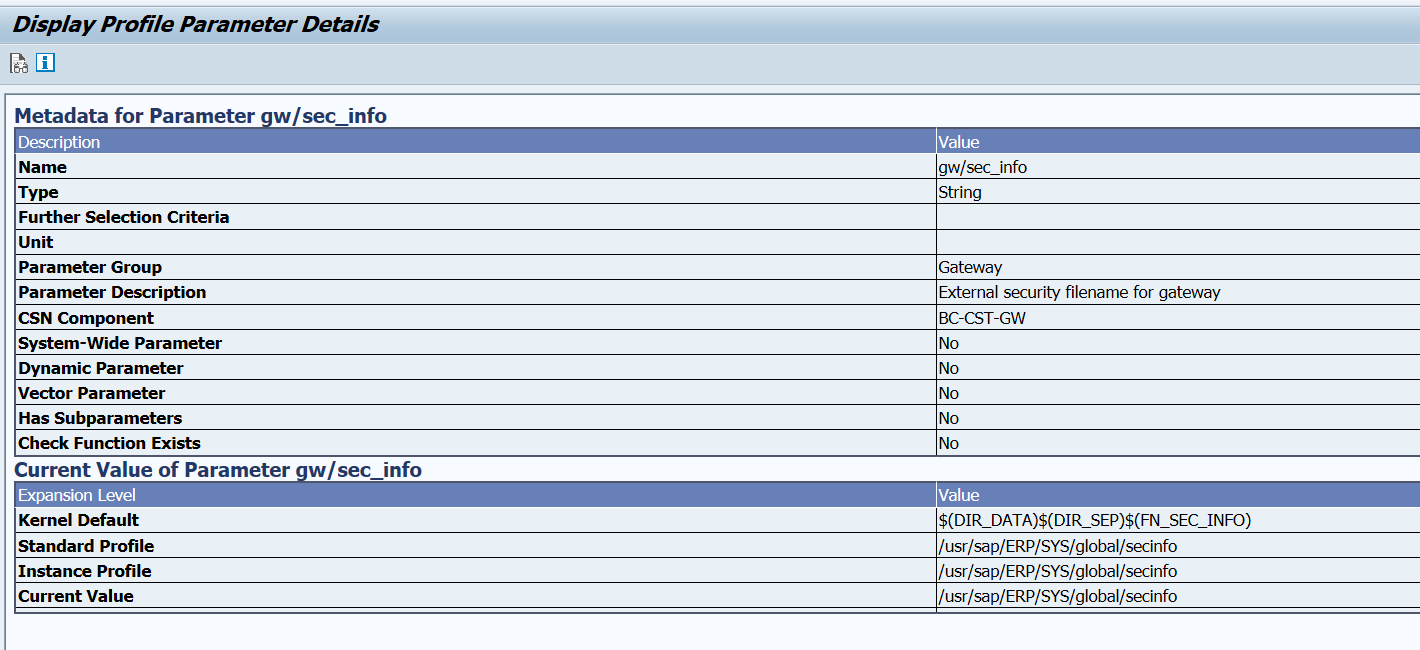 Display Profile Parameter Details
Metadata for Parameter gw/sec_info
Description Value
Name gw/sec_info
Type String
Further Selection Criteria
Unit
Parameter Group Gateway
Parameter Description External security filename for gateway
CSN Component BC-CST-GW
System-Wide Parameter No
Dynamic Parameter No
Vector Parameter No
Has Subparameters No
Check Function Exists No
Current Value of Parameter gw/sec_info
Expansion Level Value
Kernel Default $(DIR_DATA)$(DIR_SEP)$(FN_SEC_INFO)
Standard Profile /usr/sap/ERP/SYS/global/secinfo
Instance Profile /usr/sap/ERP/SYS/global/secinfo
Current Value /usr/sap/ERP/SYS/global/secinfo